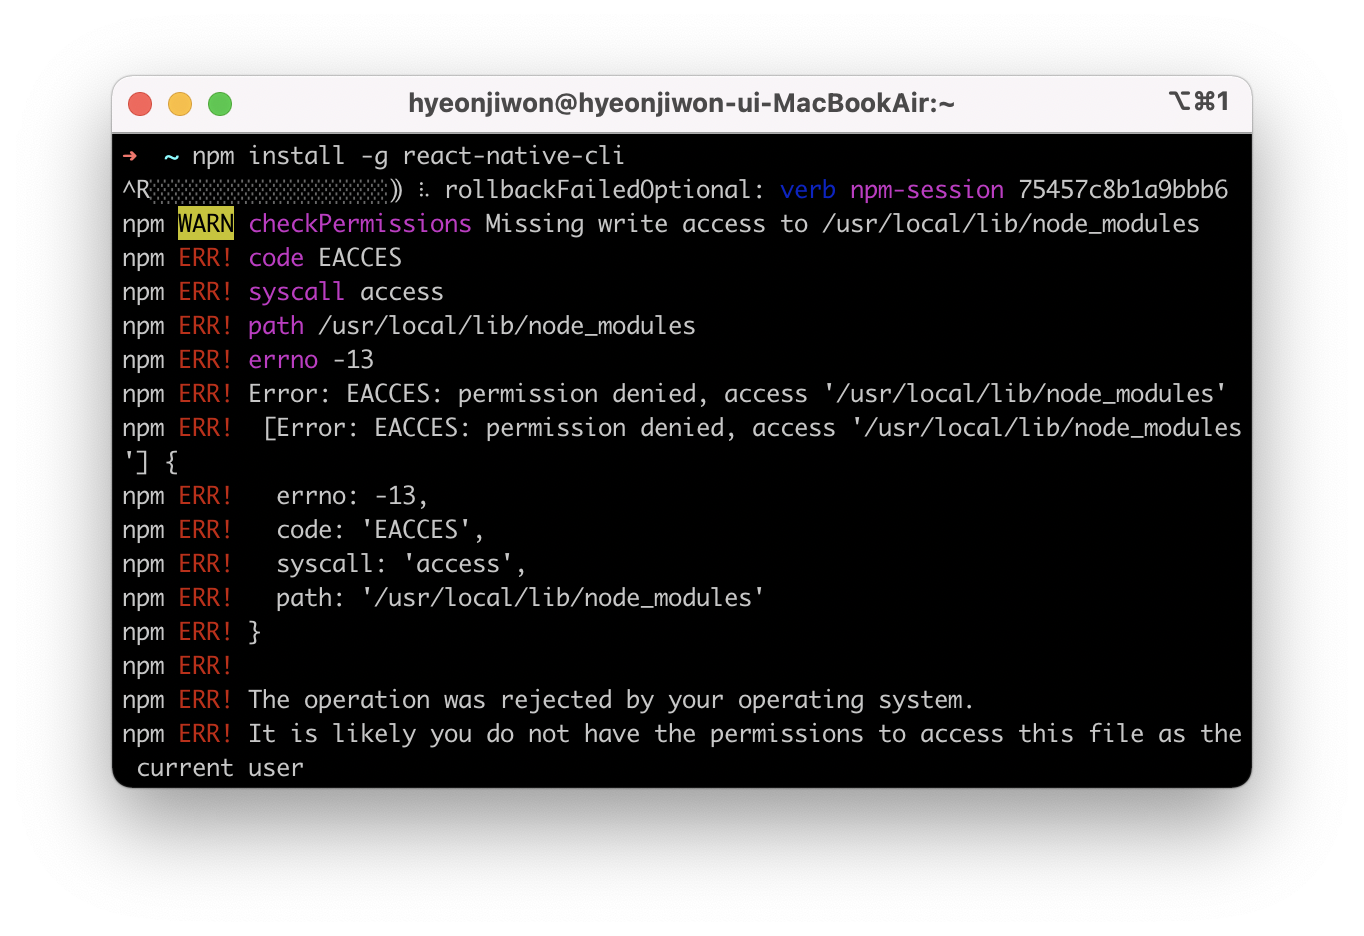 hyeonjiwon@hyeonjiwon-ui-MacBookAir:~ ⌥⌘1
➜  ~ npm install -g react-native-cli
^R░░░░░░░░░░░░░░░░░⸩ ⠧ rollbackFailedOptional: verb npm-session 75457c8b1a9bbb6
npm WARN checkPermissions Missing write access to /usr/local/lib/node_modules
npm ERR! code EACCES
npm ERR! syscall access
npm ERR! path /usr/local/lib/node_modules
npm ERR! errno -13
npm ERR! Error: EACCES: permission denied, access '/usr/local/lib/node_modules'
npm ERR!  [Error: EACCES: permission denied, access '/usr/local/lib/node_modules
'] {
npm ERR!   errno: -13,
npm ERR!   code: 'EACCES',
npm ERR!   syscall: 'access',
npm ERR!   path: '/usr/local/lib/node_modules'
npm ERR! }
npm ERR!
npm ERR! The operation was rejected by your operating system.
npm ERR! It is likely you do not have the permissions to access this file as the
 current user